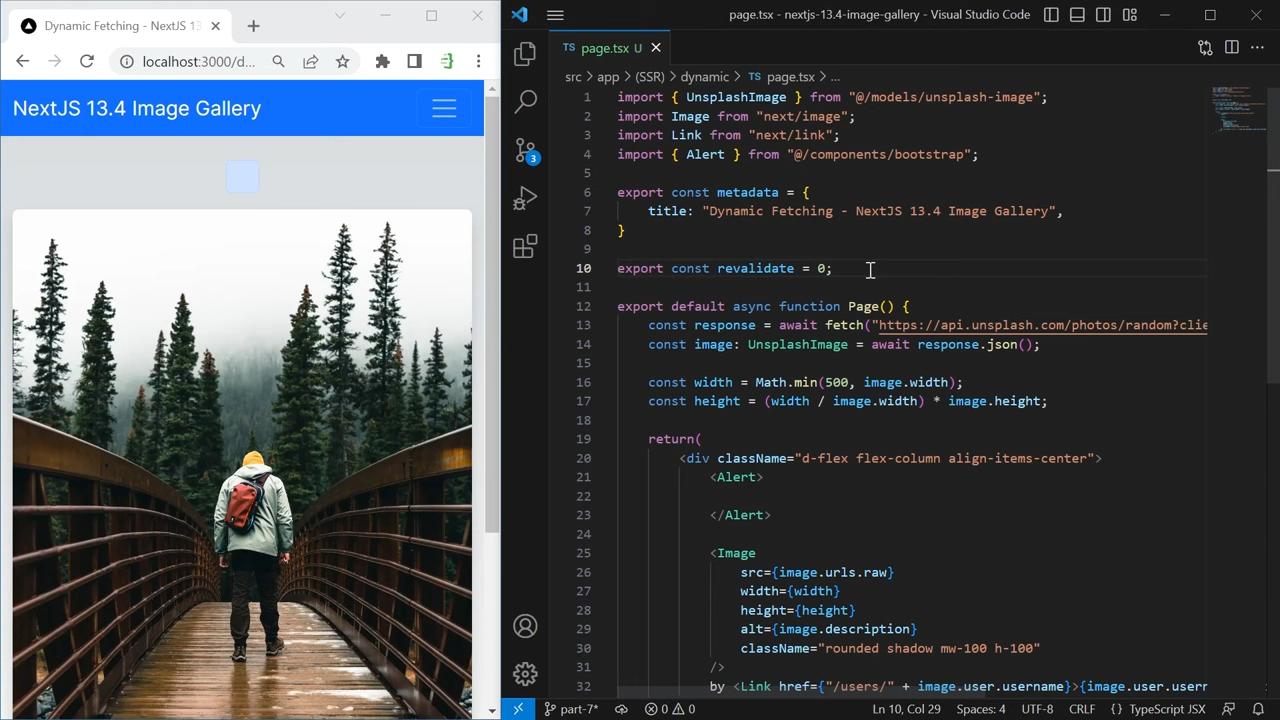 Dynamic Fetching - NextJS 13
localhost:3000/d...
NextJS 13.4 Image Gallery
page.tsx - nextjs-13.4-image-gallery - Visual Studio Code
TS page.tsx U
src > app > (SSR) > dynamic > TS page.tsx > ...
3
1 import { UnsplashImage } from "@/models/unsplash-image";
2 import Image from "next/image";
3 import Link from "next/link";
4 import { Alert } from "@/components/bootstrap";
5
6 export const metadata = {
7 title: "Dynamic Fetching - NextJS 13.4 Image Gallery",
8 }
9
10 export const revalidate = 0;
11
12 export default async function Page() {
13 const response = await fetch("https://api.unsplash.com/photos/random?clie
14 const image: UnsplashImage = await response.json();
15
16 const width = Math.min(500, image.width);
17 const height = (width / image.width) * image.height;
18
19 return(
20 <div className="d-flex flex-column align-items-center">
21 <Alert>
22
23 </Alert>
24
25 <Image
26 src={image.urls.raw}
27 width={width}
28 height={height}
29 alt={image.description}
30 className="rounded shadow mw-100 h-100"
31 />
32 by <Link href={"/users/" + image.user.username}>{image.user.usern
part-7* 0 0 Ln 10, Col 29 Spaces: 4 UTF-8 CRLF {} TypeScript JSX